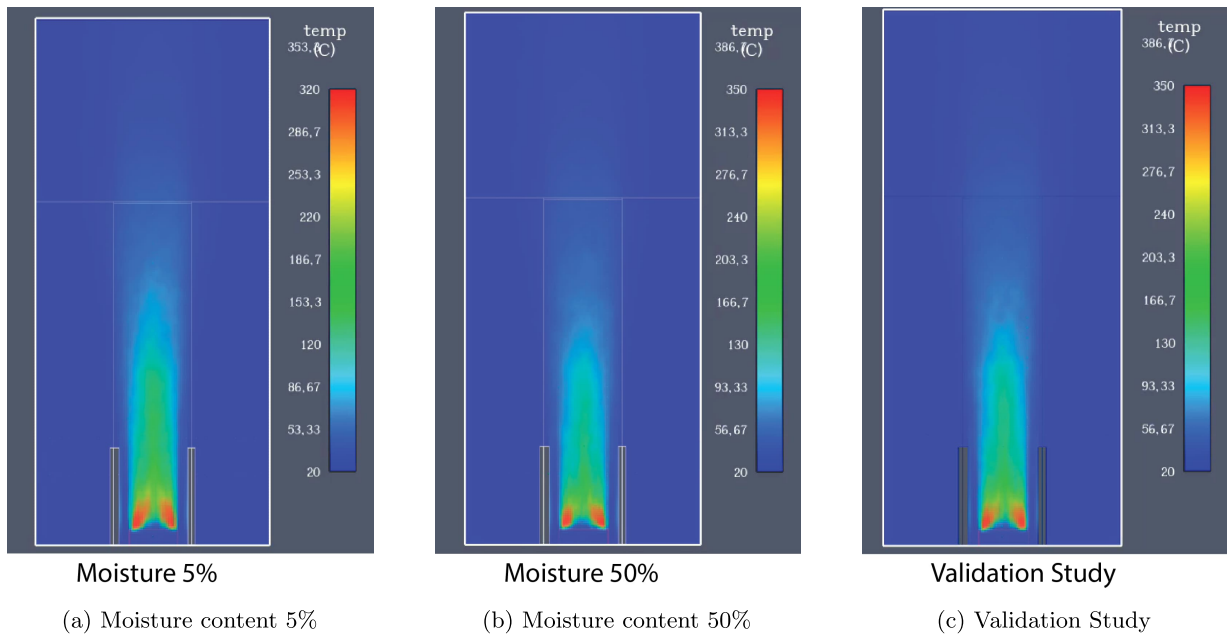 temp
(C)
353,3
320
286,7
253,3
220
186,7
153,3
120
86,67
53,33
20
temp
(C)
386,7
350
313,3
276,7
240
203,3
166,7
130
93,33
56,67
20
temp
(C)
386,7
350
313,3
276,7
240
203,3
166,7
130
93,33
56,67
20
Moisture 5%
Moisture 50%
Validation Study
(a) Moisture content 5%
(b) Moisture content 50%
(c) Validation Study